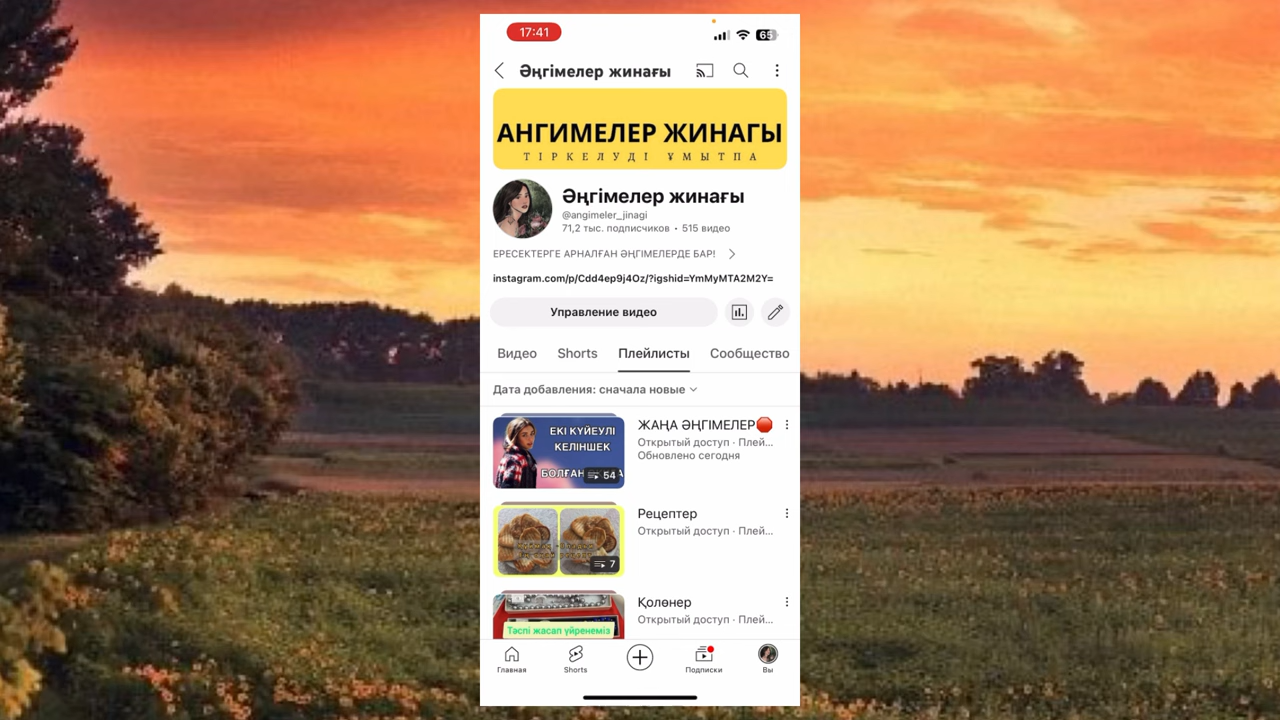 17:41
65
Әңгімелер жинағы
АНГИМЕЛЕР ЖИНАГЫ
ТІРКЕЛУДІ ҰМЫТПА
Әңгімелер жинағы
@angimeler_jinagi
71,2 тыс. подписчиков • 515 видео
ЕРЕСЕКТЕРГЕ АРНАЛҒАН ӘҢГІМЕЛЕРДЕ БАР!
instagram.com/p/Cdd4ep9j4Oz/?igshid=YmMyMTA2M2Y=
Управление видео
Видео Shorts Плейлисты Сообщество
Дата добавления: сначала новые
ЕКІ КҮЙЕУЛІ
КЕЛІНШЕК
54
ЖАҢА ӘҢГІМЕЛЕР
Открытый доступ · Плей...
Обновлено сегодня
7
Рецептер
Открытый доступ · Плей...
Тәспі жасап үйренеміз
Қолөнер
Открытый доступ · Плей...
Главная Shorts Подписки Вы